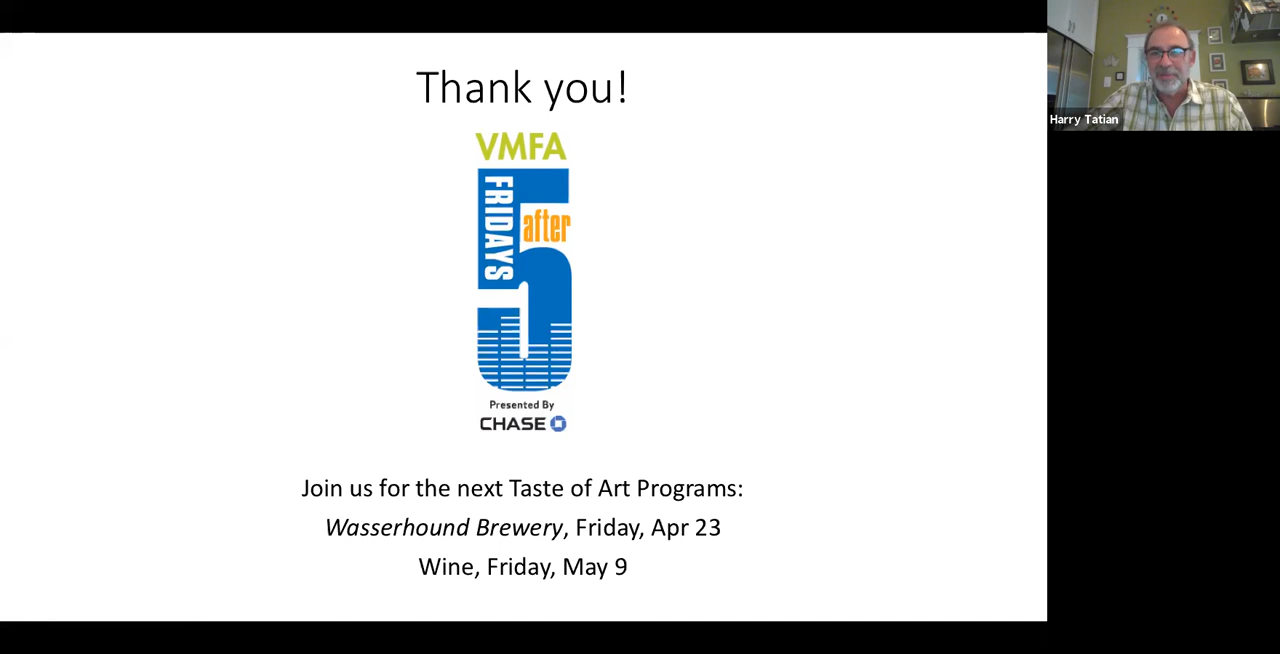 Thank you!
VMFA
FRIDAYS
after
5
Presented By
CHASE
Join us for the next Taste of Art Programs:
Wasserhound Brewery, Friday, Apr 23
Wine, Friday, May 9
Harry Tatian